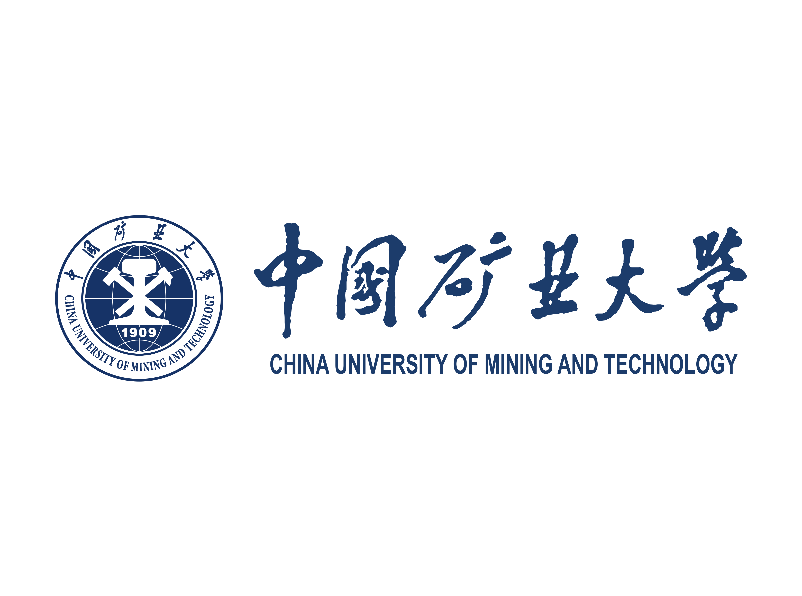 中国矿业大学
1909
CHINA UNIVERSITY OF MINING AND TECHNOLOGY
中國矿业大学
CHINA UNIVERSITY OF MINING AND TECHNOLOGY